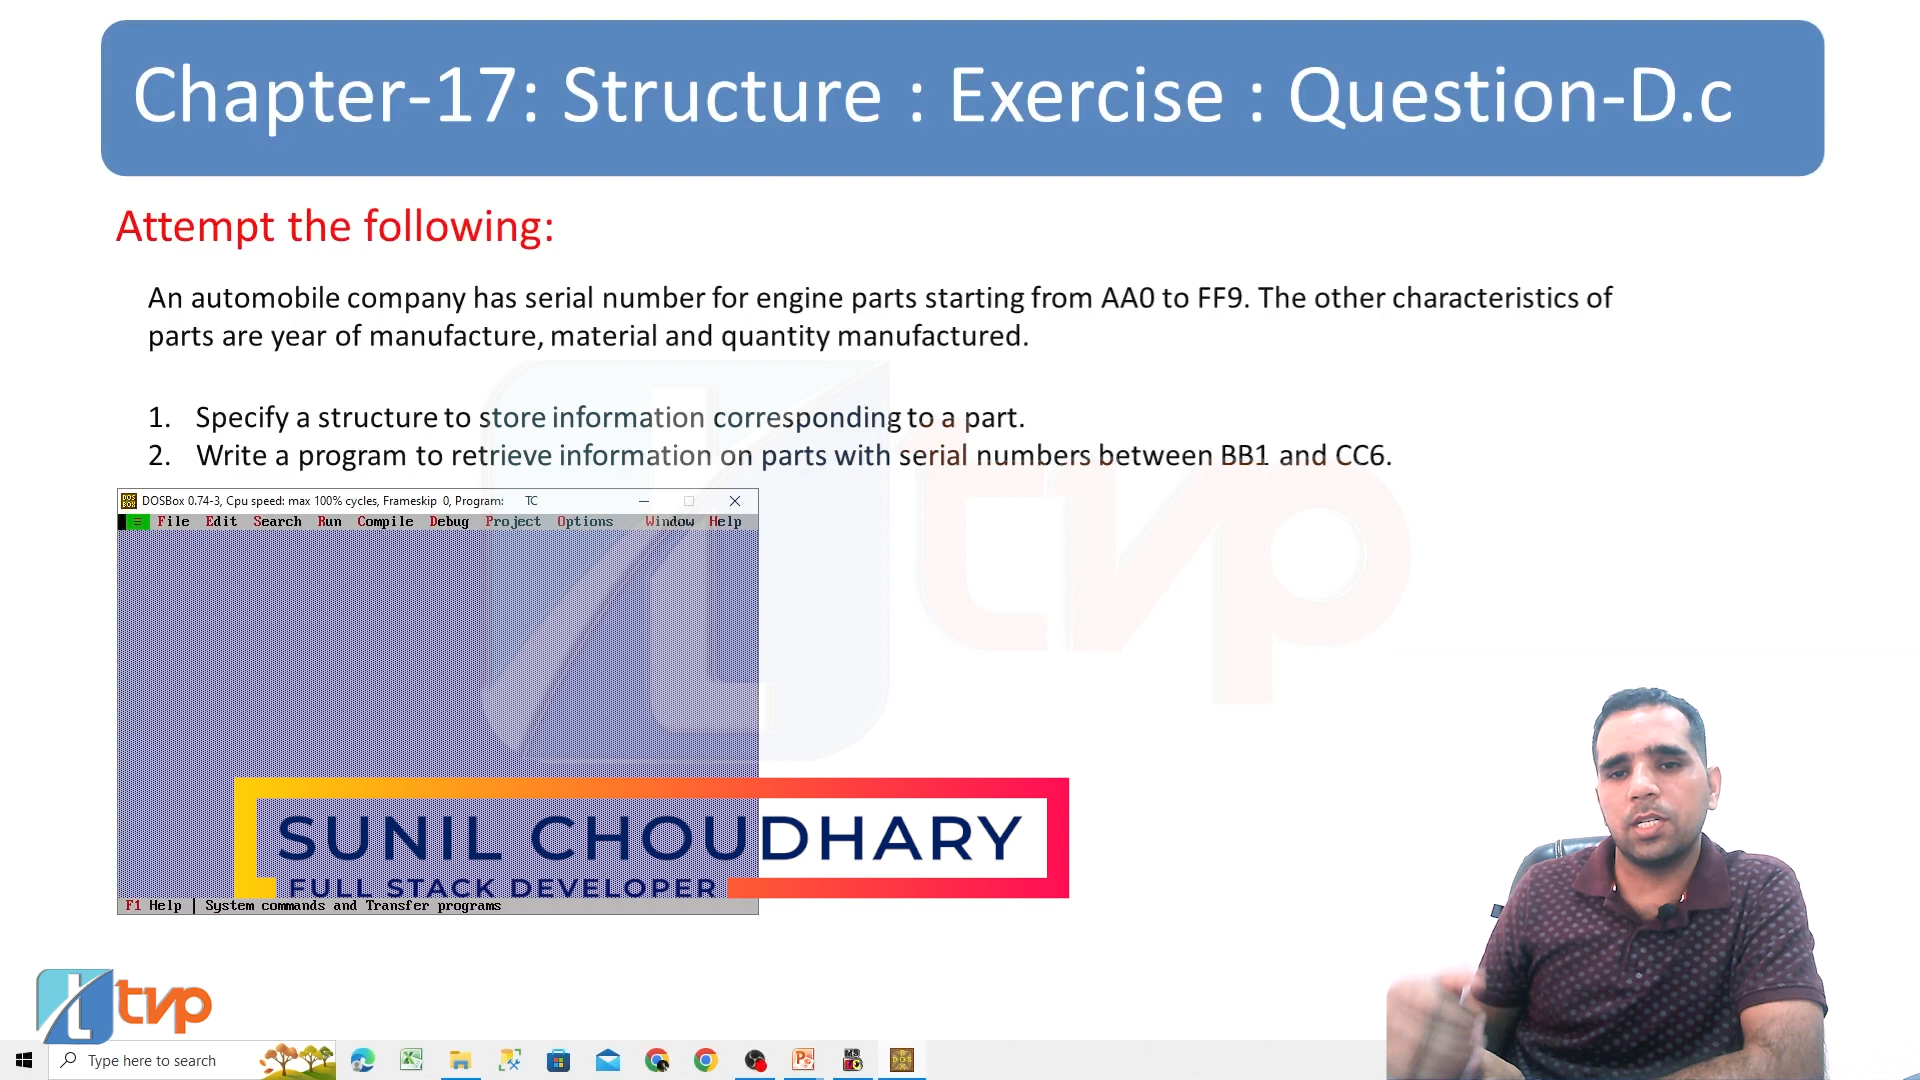 Chapter-17: Structure : Exercise : Question-D.c
Attempt the following:
An automobile company has serial number for engine parts starting from AA0 to FF9. The other characteristics of
parts are year of manufacture, material and quantity manufactured.
1. Specify a structure to store information corresponding to a part.
2. Write a program to retrieve information on parts with serial numbers between BB1 and CC6.
DOSBox 0.74-3, Cpu speed: max 100% cycles, Frameskip 0, Program: TC
File Edit Search Run Compile Debug Project Options Window Help
tvp
SUNIL CHOUDHARY
FULL STACK DEVELOPER
F1 Help | System commands and Transfer programs
t tvp
Type here to search